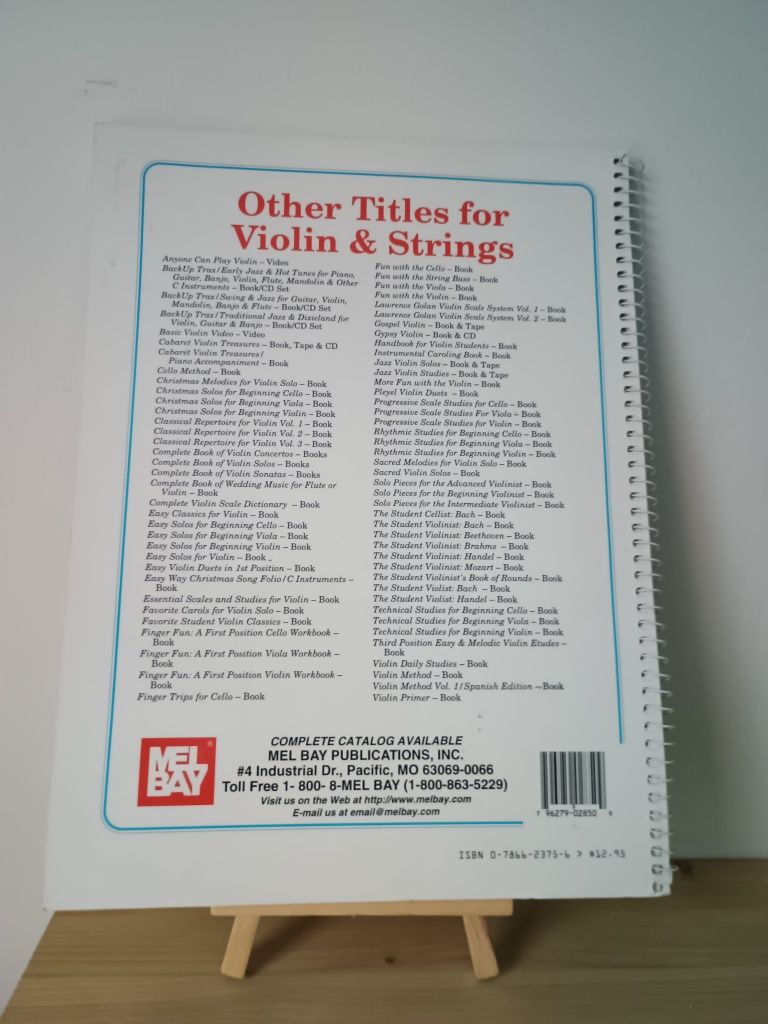 Other Titles for
Violin & Strings
Anyone Can Play Violin – Video
BackUp Trax/Early Jazz & Hot Tunes for Piano,
Guitar, Banjo, Violin, Flute, Mandolin & Other
C Instruments – Book/CD Set
BackUp Trax/Swing & Jazz for Guitar, Violin,
Mandolin, Banjo & Flute – Book/CD Set
BackUp Trax/Traditional Jazz & Dixieland for
Violin, Guitar & Banjo – Book/CD Set
Basic Violin Video – Video
Cabaret Violin Treasures – Book, Tape & CD
Cabaret Violin Treasures/
Piano Accompaniment – Book
Cello Method – Book
Christmas Melodies for Violin Solo – Book
Christmas Solos for Beginning Cello – Book
Christmas Solos for Beginning Viola – Book
Christmas Solos for Beginning Violin – Book
Classical Repertoire for Violin Vol. 1 – Book
Classical Repertoire for Violin Vol. 2 – Book
Classical Repertoire for Violin Vol. 3 – Book
Complete Book of Violin Concertos – Books
Complete Book of Violin Solos – Books
Complete Book of Violin Sonatas – Books
Complete Book of Wedding Music for Flute or
Violin – Book
Complete Violin Scale Dictionary – Book
Easy Classics for Violin – Book
Easy Solos for Beginning Cello – Book
Easy Solos for Beginning Viola – Book
Easy Solos for Beginning Violin – Book
Easy Solos for Violin – Book
Easy Violin Duets in 1st Position – Book
Easy Way Christmas Song Folio/C Instruments –
Book
Essential Scales and Studies for Violin – Book
Favorite Carols for Violin Solo – Book
Favorite Student Violin Classics – Book
Finger Fun: A First Position Cello Workbook –
Book
Finger Fun: A First Position Viola Workbook –
Book
Finger Fun: A First Position Violin Workbook –
Book
Finger Trips for Cello – Book
Fun with the Cello – Book
Fun with the String Bass – Book
Fun with the Viola – Book
Fun with the Violin – Book
Lawrence Golan Violin Scale System Vol. 1 – Book
Lawrence Golan Violin Scale System Vol. 2 – Book
Gospel Violin – Book & Tape
Gypsy Violin – Book & CD
Handbook for Violin Students – Book
Instrumental Caroling Book – Book
Jazz Violin Solos – Book & Tape
Jazz Violin Studies – Book & Tape
More Fun with the Violin – Book
Pleyel Violin Duets – Book
Progressive Scale Studies for Cello – Book
Progressive Scale Studies For Viola – Book
Progressive Scale Studies for Violin – Book
Rhythmic Studies for Beginning Cello – Book
Rhythmic Studies for Beginning Viola – Book
Rhythmic Studies for Beginning Violin – Book
Sacred Melodies for Violin Solo – Book
Sacred Violin Solos – Book
Solo Pieces for the Advanced Violinist – Book
Solo Pieces for the Beginning Violinist – Book
Solo Pieces for the Intermediate Violinist – Book
The Student Cellist: Bach – Book
The Student Violinist: Bach – Book
The Student Violinist: Beethoven – Book
The Student Violinist: Brahms – Book
The Student Violinist: Handel – Book
The Student Violinist: Mozart – Book
The Student Violinist's Book of Rounds – Book
The Student Violist: Bach – Book
The Student Violist: Handel – Book
Technical Studies for Beginning Cello – Book
Technical Studies for Beginning Viola – Book
Technical Studies for Beginning Violin – Book
Third Position Easy & Melodic Violin Etudes –
Book
Violin Daily Studies – Book
Violin Method – Book
Violin Method Vol. 1/Spanish Edition – Book
Violin Primer – Book
MEL
BAY®
COMPLETE CATALOG AVAILABLE
MEL BAY PUBLICATIONS, INC.
#4 Industrial Dr., Pacific, MO 63069-0066
Toll Free 1- 800- 8-MEL BAY (1-800-863-5229)
Visit us on the Web at http://www.melbay.com
E-mail us at email@melbay.com
7 96279-02850
ISBN 0-7866-2375-6 > $12.95